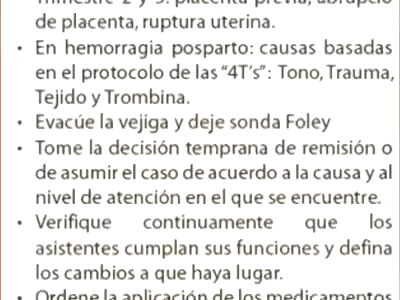 Trimestre 2 y 3: placenta previa, abrupcio
de placenta, ruptura uterina.
• En hemorragia posparto: causas basadas
en el protocolo de las “4T’s”: Tono, Trauma,
Tejido y Trombina.
• Evacúe la vejiga y deje sonda Foley
• Tome la decisión temprana de remisión o
de asumir el caso de acuerdo a la causa y al
nivel de atención en el que se encuentre.
• Verifique continuamente que los
asistentes cumplan sus funciones y defina
los cambios a que haya lugar.
• Ordene la aplicación de los medicamentos